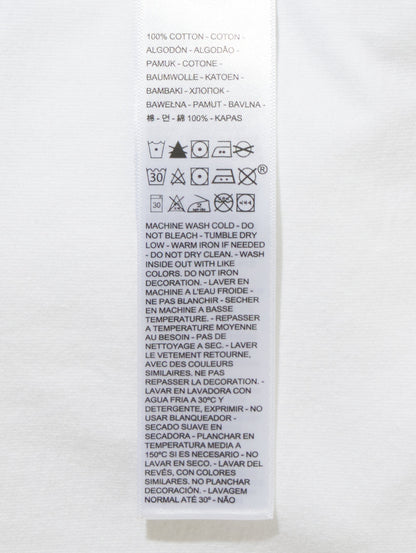 100% COTTON - COTON -
ALGODÓN - ALGODÃO -
PAMUK - COTONE -
BAUMWOLLE - KATOEN -
BAMBAKI - ХЛОПОК -
BAWEŁNA - PAMUT - BAVLNA -
棉 - 면 - 綿 100% - KAPAS
30
®
30
MACHINE WASH COLD - DO
NOT BLEACH - TUMBLE DRY
LOW - WARM IRON IF NEEDED
- DO NOT DRY CLEAN. - WASH
INSIDE OUT WITH LIKE
COLORS. DO NOT IRON
DECORATION. - LAVER EN
MACHINE A L'EAU FROIDE -
NE PAS BLANCHIR - SECHER
EN MACHINE A BASSE
TEMPERATURE. - REPASSER
A TEMPERATURE MOYENNE
AU BESOIN - PAS DE
NETTOYAGE A SEC. - LAVER
LE VETEMENT RETOURNE,
AVEC DES COULEURS
SIMILAIRES. NE PAS
REPASSER LA DECORATION. -
LAVAR EN LAVADORA CON
AGUA FRIA A 30ºC Y
DETERGENTE, EXPRIMIR - NO
USAR BLANQUEADOR -
SECADO SUAVE EN
SECADORA - PLANCHAR EN
TEMPERATURA MEDIA A
150ºC SI ES NECESARIO - NO
LAVAR EN SECO. - LAVAR DEL
REVÉS, CON COLORES
SIMILARES. NO PLANCHAR
DECORACIÓN. - LAVAGEM
NORMAL ATÉ 30º - NÃO